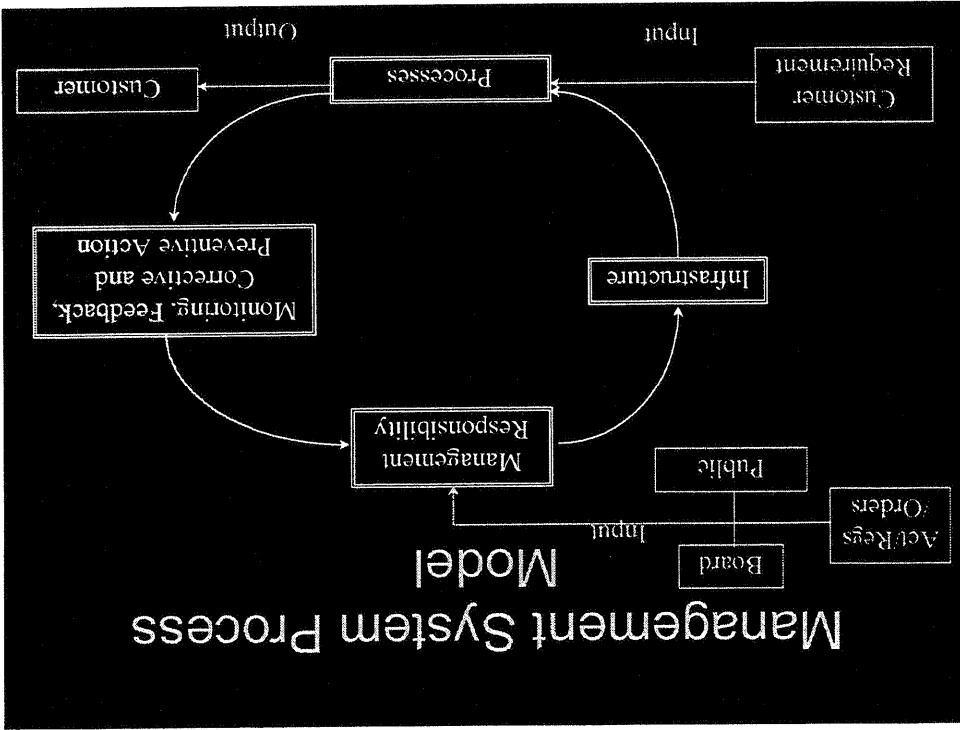 Management System Process
Model
Board
Act/Regs
/Orders
Input
Public
Management
Responsibility
Monitoring. Feedback,
Corrective and
Preventive Action
Infrastructure
Customer
Requirement
Input
Processes
Output
Customer